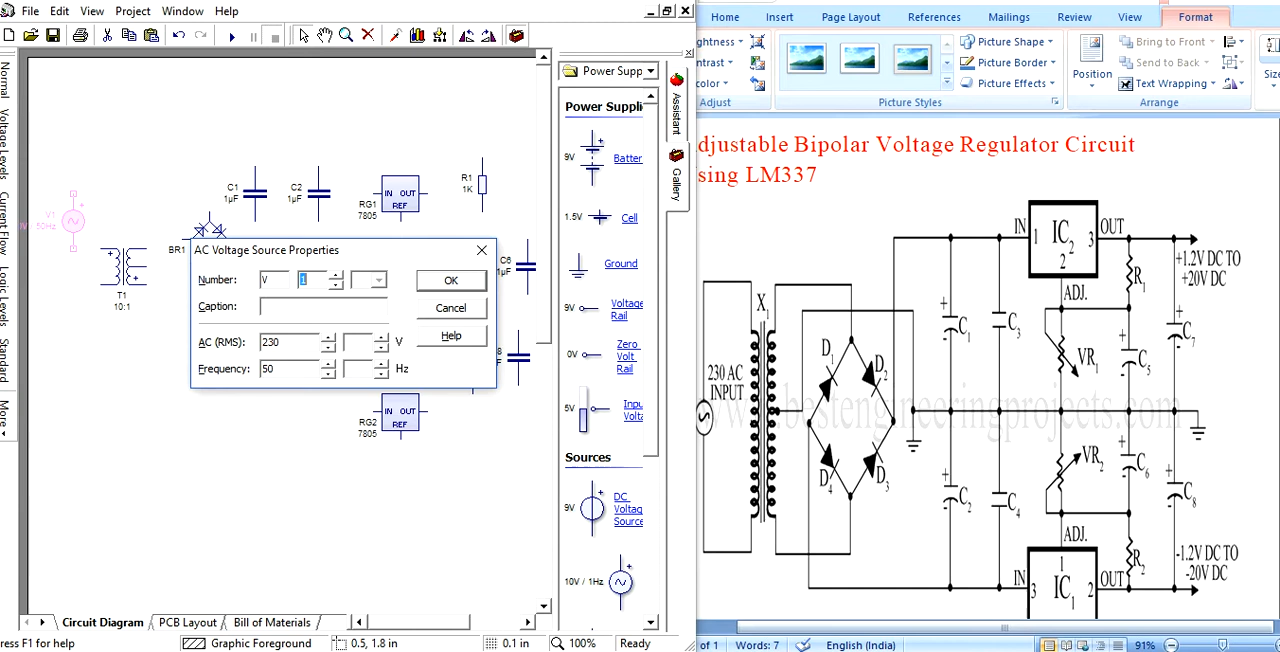 File Edit View Project Window Help
Normal
Voltage Levels
Current Flow
Logic Levels
Standard
More
V1
/ 50Hz
T1
10:1
BR1
C1
1µF
C2
1µF
RG1
7805
IN OUT
REF
R1
1K
C6
1µF
8
AC Voltage Source Properties
Number: V 1
Caption:
AC (RMS): 230 V
Frequency: 50 Hz
OK
Cancel
Help
RG2
7805
IN OUT
REF
Power Supp
Power Suppli
9V Batter
1.5V Cell
Ground
9V Voltage
Rail
0V Zero
Volt
Rail
5V Inpu
Volta
Sources
9V DC
Voltag
Source
10V / 1Hz
Assistant
Gallery
Circuit Diagram PCB Layout Bill of Materials
ress F1 for help Graphic Foreground 0.5, 1.8 in 0.1 in 100% Ready
Home Insert Page Layout References Mailings Review View Format
ghtness
ntrast
color
Adjust
Picture Shape
Picture Border
Picture Effects
Picture Styles
Position
Bring to Front
Send to Back
Text Wrapping
Arrange
Size
djustable Bipolar Voltage Regulator Circuit
sing LM337
IN 1 IC2 3 OUT
2
ADJ.
+1.2V DC TO
+20V DC
X1
230 AC
INPUT
D1
D2
D3
D4
C1
C3
R1
VR1
C5
C7
www.bestengineeringprojects.com
C2
C4
VR2
C6
C8
R2
ADJ.
-1.2V DC TO
-20V DC
IN 3 IC1 2 OUT
1
of 1 Words: 7 English (India) 91%